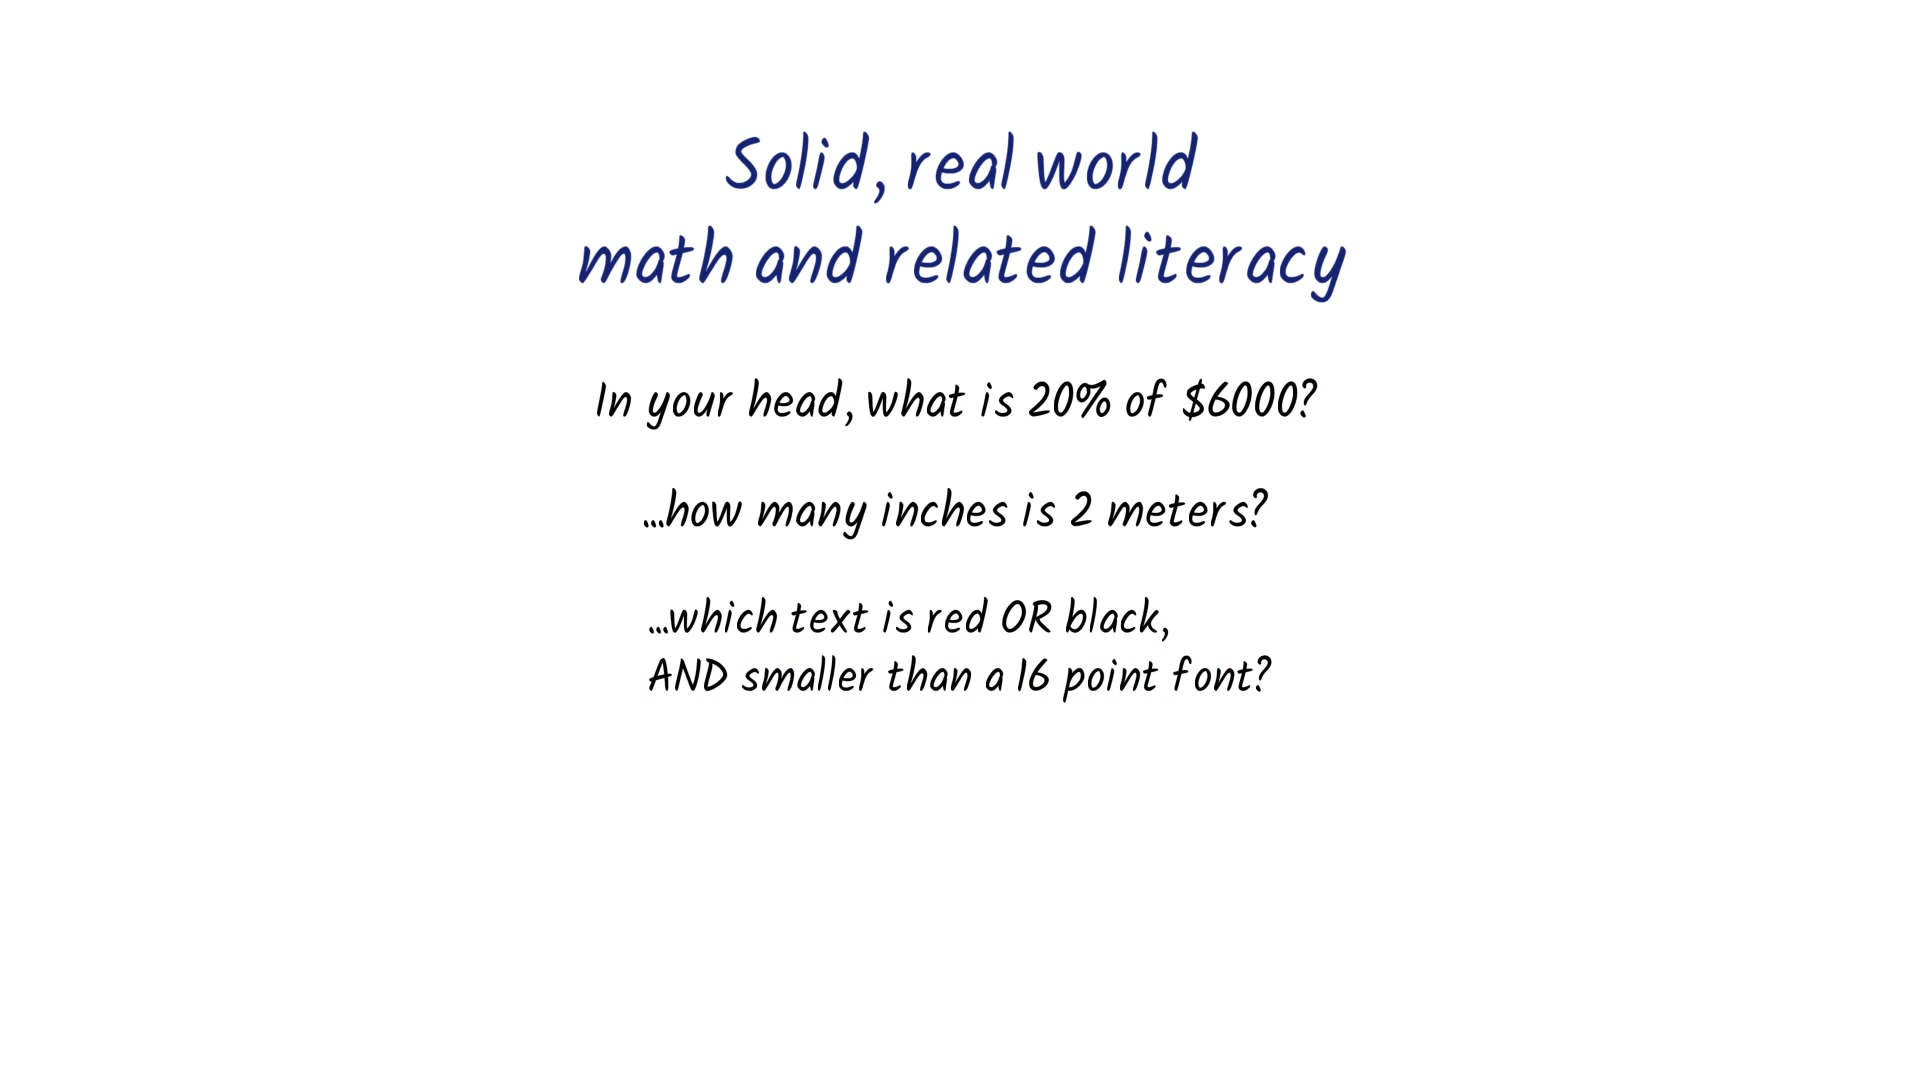 Solid, real world
math and related literacy
In your head, what is 20% of $6000?
...how many inches is 2 meters?
...which text is red OR black,
AND smaller than a 16 point font?